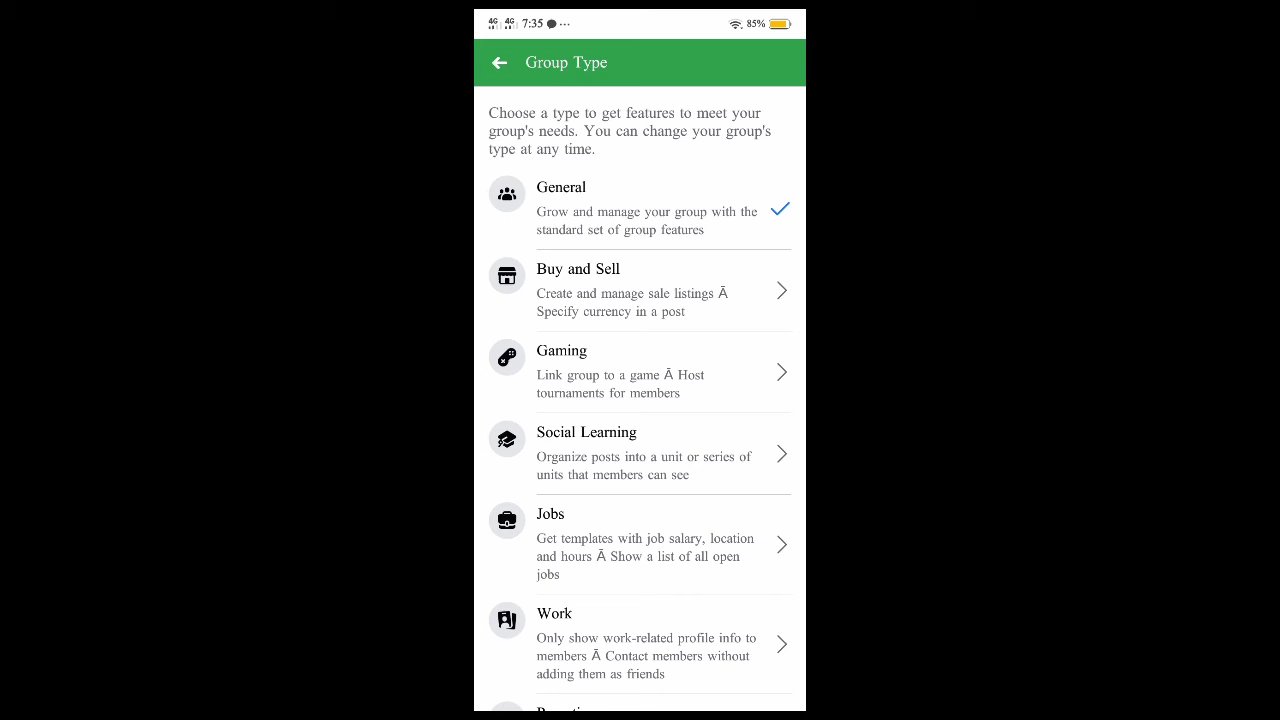 4G 4G 7:35 85%
Group Type
Choose a type to get features to meet your
group's needs. You can change your group's
type at any time.
General
Grow and manage your group with the
standard set of group features
Buy and Sell
Create and manage sale listings Ā
Specify currency in a post
Gaming
Link group to a game Ā Host
tournaments for members
Social Learning
Organize posts into a unit or series of
units that members can see
Jobs
Get templates with job salary, location
and hours Ā Show a list of all open
jobs
Work
Only show work-related profile info to
members Ā Contact members without
adding them as friends